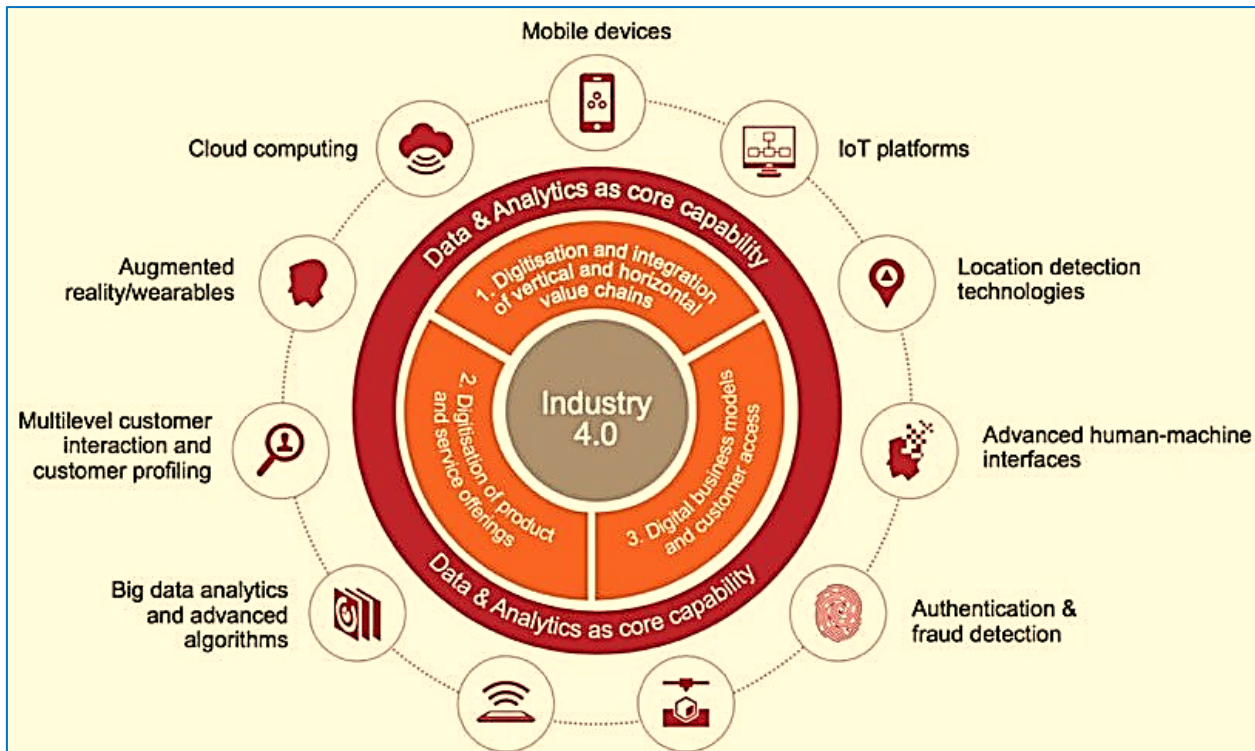 Mobile devices
Cloud computing
IoT platforms
Data & Analytics as core capability
1. Digitisation and integration
of vertical and horizontal
value chains
Augmented
reality/wearables
Location detection
technologies
Industry
4.0
2. Digitisation of product
and service offerings
3. Digital business models
and customer access
Multilevel customer
interaction and
customer profiling
Advanced human-machine
interfaces
Data & Analytics as core capability
Big data analytics
and advanced
algorithms
Authentication &
fraud detection